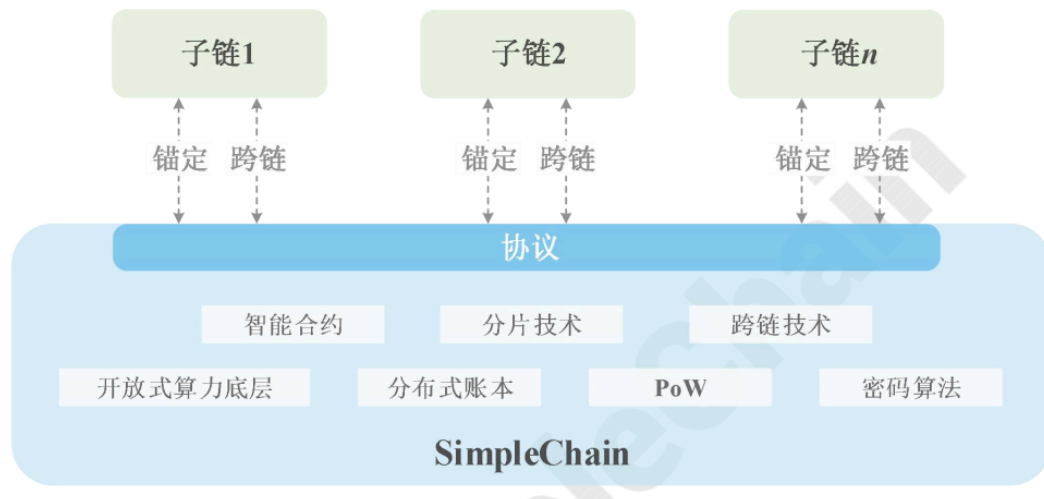 子链1 子链2 子链n
锚定 跨链 锚定 跨链 锚定 跨链
协议
智能合约 分片技术 跨链技术
开放式算力底层 分布式账本 PoW 密码算法
SimpleChain
SimpleChain